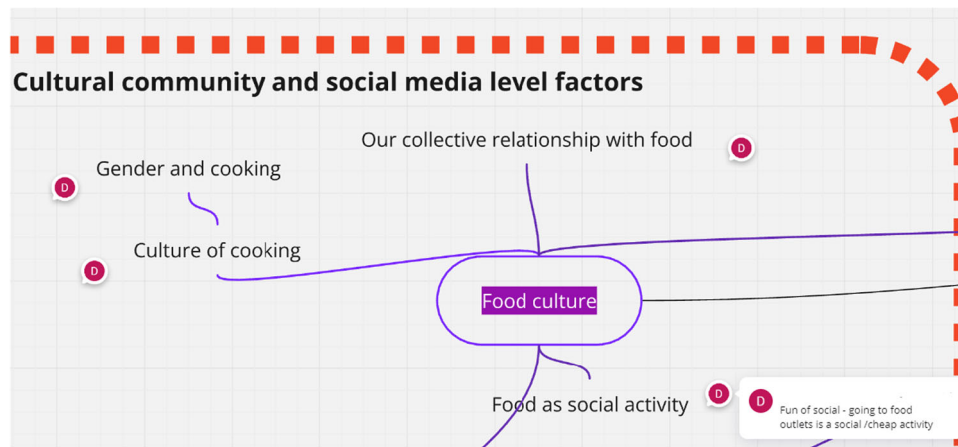 Cultural community and social media level factors
Our collective relationship with food
D
Gender and cooking
D
Culture of cooking
D
Food culture
Food as social activity
D
D
Fun of social - going to food
outlets is a social /cheap activity